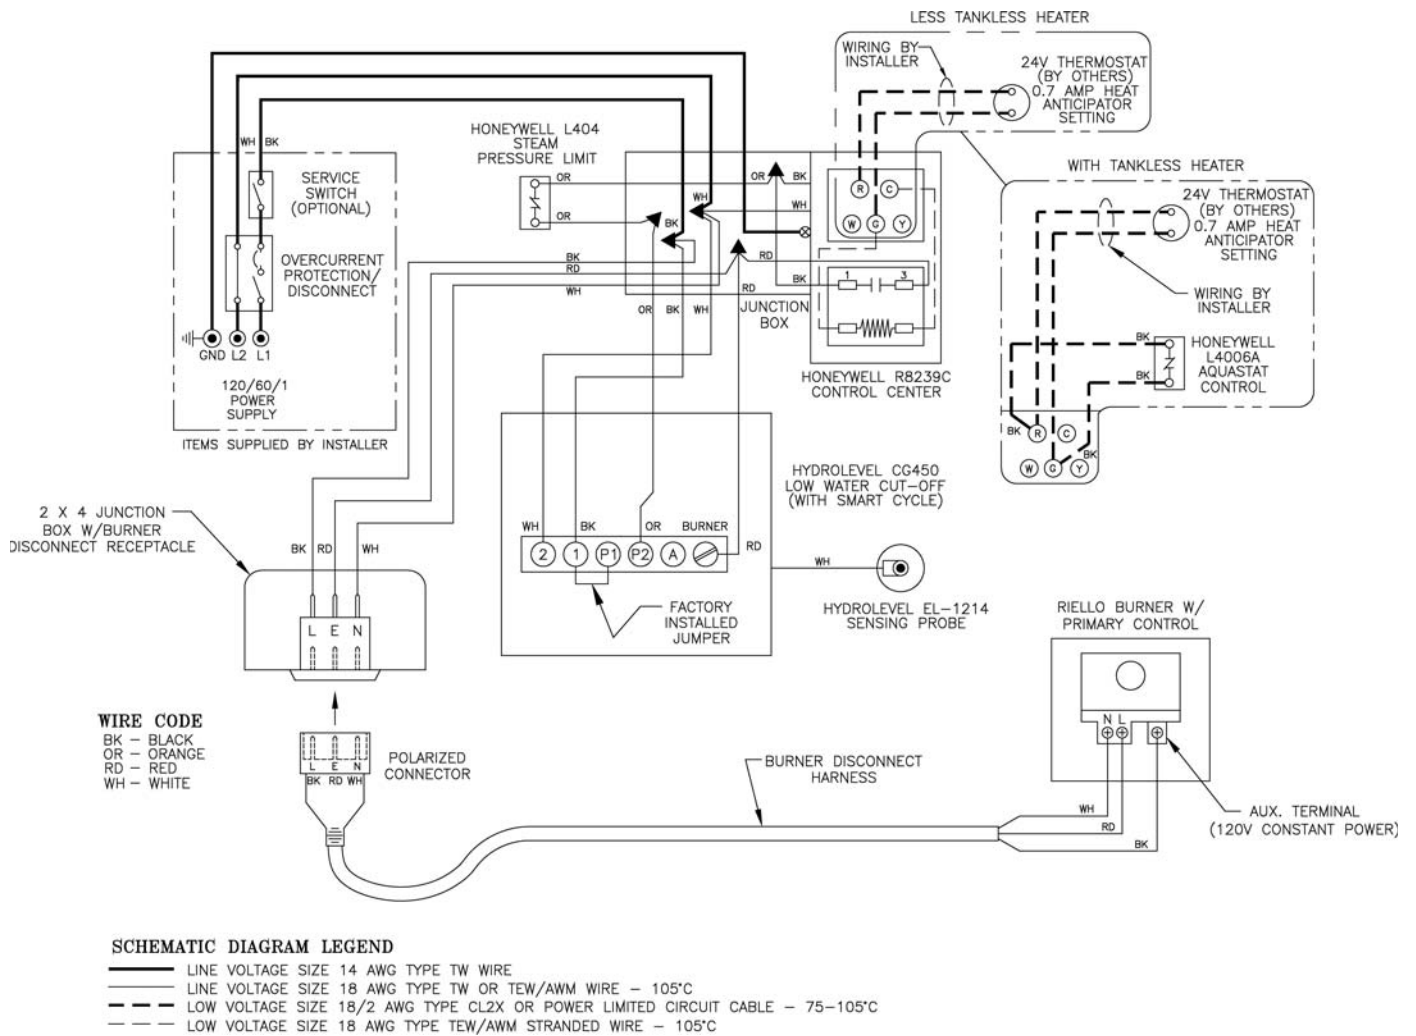 LESS TANKLESS HEATER
WIRING BY
INSTALLER
24V THERMOSTAT
(BY OTHERS)
0.7 AMP HEAT
ANTICIPATOR
SETTING
HONEYWELL L404
STEAM
PRESSURE LIMIT
OR
OR
WH BK
SERVICE
SWITCH
(OPTIONAL)
OVERCURRENT
PROTECTION/
DISCONNECT
GND L2 L1
120/60/1
POWER
SUPPLY
ITEMS SUPPLIED BY INSTALLER
OR BK
WH
WH
BK
BK
RD
WH
RD
BK
RD
OR BK WH
JUNCTION
BOX
R C
W G Y
1 3
HONEYWELL R8239C
CONTROL CENTER
WITH TANKLESS HEATER
24V THERMOSTAT
(BY OTHERS)
0.7 AMP HEAT
ANTICIPATOR
SETTING
WIRING BY
INSTALLER
BK
BK
HONEYWELL
L4006A
AQUASTAT
CONTROL
BK R C
BK
W G Y
HYDROLEVEL CG450
LOW WATER CUT-OFF
(WITH SMART CYCLE)
WH BK OR BURNER
RD
2 1 P1 P2 A
FACTORY
INSTALLED
JUMPER
WH
HYDROLEVEL EL-1214
SENSING PROBE
2 X 4 JUNCTION
BOX W/BURNER
DISCONNECT RECEPTACLE
BK RD WH
L E N
WIRE CODE
BK - BLACK
OR - ORANGE
RD - RED
WH - WHITE
L E N
BK RD WH
POLARIZED
CONNECTOR
BURNER DISCONNECT
HARNESS
RIELLO BURNER W/
PRIMARY CONTROL
N L
WH
RD
BK
AUX. TERMINAL
(120V CONSTANT POWER)
SCHEMATIC DIAGRAM LEGEND
LINE VOLTAGE SIZE 14 AWG TYPE TW WIRE
LINE VOLTAGE SIZE 18 AWG TYPE TW OR TEW/AWM WIRE - 105°C
LOW VOLTAGE SIZE 18/2 AWG TYPE CL2X OR POWER LIMITED CIRCUIT CABLE - 75-105°C
LOW VOLTAGE SIZE 18 AWG TYPE TEW/AWM STRANDED WIRE - 105°C